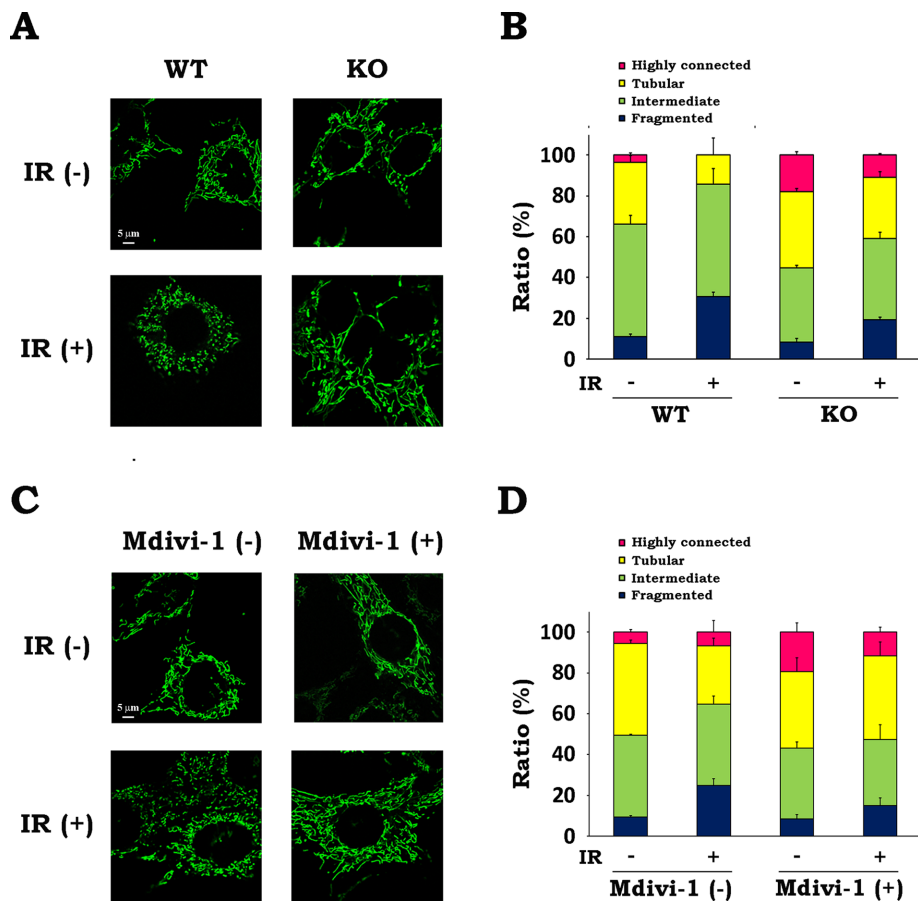 A
WT KO
IR (-)
5 μm
IR (+)
B
Highly connected
Tubular
Intermediate
Fragmented
Ratio (%)
100
80
60
40
20
0
IR - + - +
WT KO
C
Mdivi-1 (-) Mdivi-1 (+)
IR (-)
5 μm
IR (+)
D
Highly connected
Tubular
Intermediate
Fragmented
Ratio (%)
100
80
60
40
20
0
IR - + - +
Mdivi-1 (-) Mdivi-1 (+)